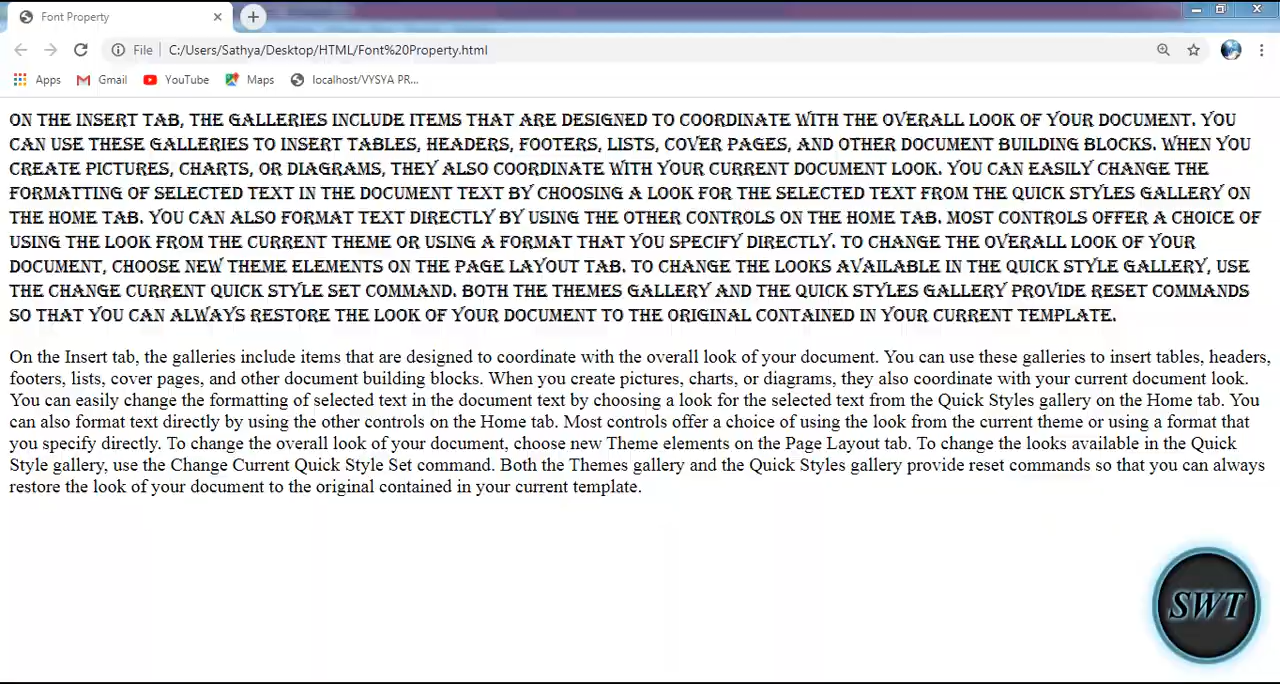 Font Property
File
C:/Users/Sathya/Desktop/HTML/Font%20Property.html
Apps Gmail YouTube Maps localhost/VYSYA PR...
ON THE INSERT TAB, THE GALLERIES INCLUDE ITEMS THAT ARE DESIGNED TO COORDINATE WITH THE OVERALL LOOK OF YOUR DOCUMENT. YOU
CAN USE THESE GALLERIES TO INSERT TABLES, HEADERS, FOOTERS, LISTS, COVER PAGES, AND OTHER DOCUMENT BUILDING BLOCKS. WHEN YOU
CREATE PICTURES, CHARTS, OR DIAGRAMS, THEY ALSO COORDINATE WITH YOUR CURRENT DOCUMENT LOOK. YOU CAN EASILY CHANGE THE
FORMATTING OF SELECTED TEXT IN THE DOCUMENT TEXT BY CHOOSING A LOOK FOR THE SELECTED TEXT FROM THE QUICK STYLES GALLERY ON
THE HOME TAB. YOU CAN ALSO FORMAT TEXT DIRECTLY BY USING THE OTHER CONTROLS ON THE HOME TAB. MOST CONTROLS OFFER A CHOICE OF
USING THE LOOK FROM THE CURRENT THEME OR USING A FORMAT THAT YOU SPECIFY DIRECTLY. TO CHANGE THE OVERALL LOOK OF YOUR
DOCUMENT, CHOOSE NEW THEME ELEMENTS ON THE PAGE LAYOUT TAB. TO CHANGE THE LOOKS AVAILABLE IN THE QUICK STYLE GALLERY, USE
THE CHANGE CURRENT QUICK STYLE SET COMMAND. BOTH THE THEMES GALLERY AND THE QUICK STYLES GALLERY PROVIDE RESET COMMANDS
SO THAT YOU CAN ALWAYS RESTORE THE LOOK OF YOUR DOCUMENT TO THE ORIGINAL CONTAINED IN YOUR CURRENT TEMPLATE.
On the Insert tab, the galleries include items that are designed to coordinate with the overall look of your document. You can use these galleries to insert tables, headers,
footers, lists, cover pages, and other document building blocks. When you create pictures, charts, or diagrams, they also coordinate with your current document look.
You can easily change the formatting of selected text in the document text by choosing a look for the selected text from the Quick Styles gallery on the Home tab. You
can also format text directly by using the other controls on the Home tab. Most controls offer a choice of using the look from the current theme or using a format that
you specify directly. To change the overall look of your document, choose new Theme elements on the Page Layout tab. To change the looks available in the Quick
Style gallery, use the Change Current Quick Style Set command. Both the Themes gallery and the Quick Styles gallery provide reset commands so that you can always
restore the look of your document to the original contained in your current template.
SWT